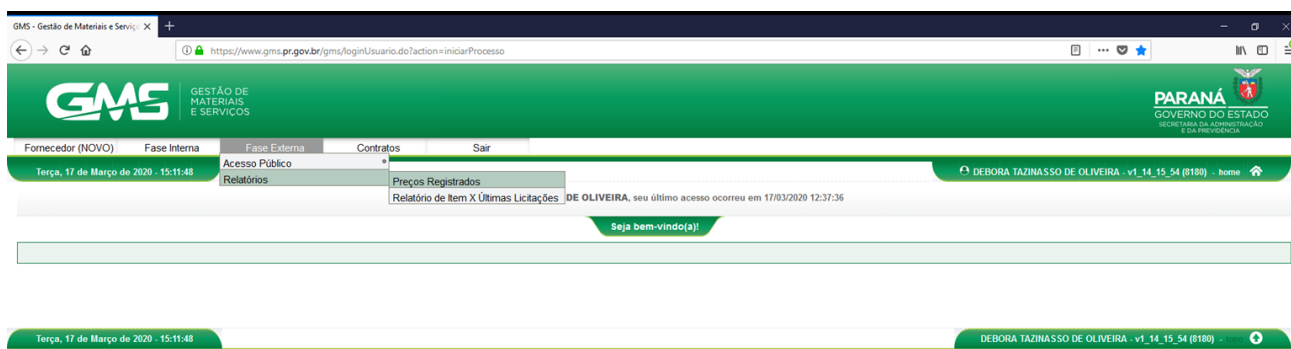 GMS - Gestão de Materiais e Serviç
https://www.gms.pr.gov.br/gms/loginUsuario.do?action=iniciarProcesso
GMS
GESTÃO DE
MATERIAIS
E SERVIÇOS
PARANÁ
GOVERNO DO ESTADO
SECRETARIA DA ADMINISTRAÇÃO
E DA PREVIDÊNCIA
Fornecedor (NOVO) Fase Interna Fase Externa Contratos Sair
Acesso Público
Relatórios
Preços Registrados
Relatório de Item X Últimas Licitações
Terça, 17 de Março de 2020 - 15:11:48
DEBORA TAZINASSO DE OLIVEIRA - v1_14_15_54 (8180) - home
DE OLIVEIRA, seu último acesso ocorreu em 17/03/2020 12:37:36
Seja bem-vindo(a)!
Terça, 17 de Março de 2020 - 15:11:48
DEBORA TAZINASSO DE OLIVEIRA - v1_14_15_54 (8180) - topo